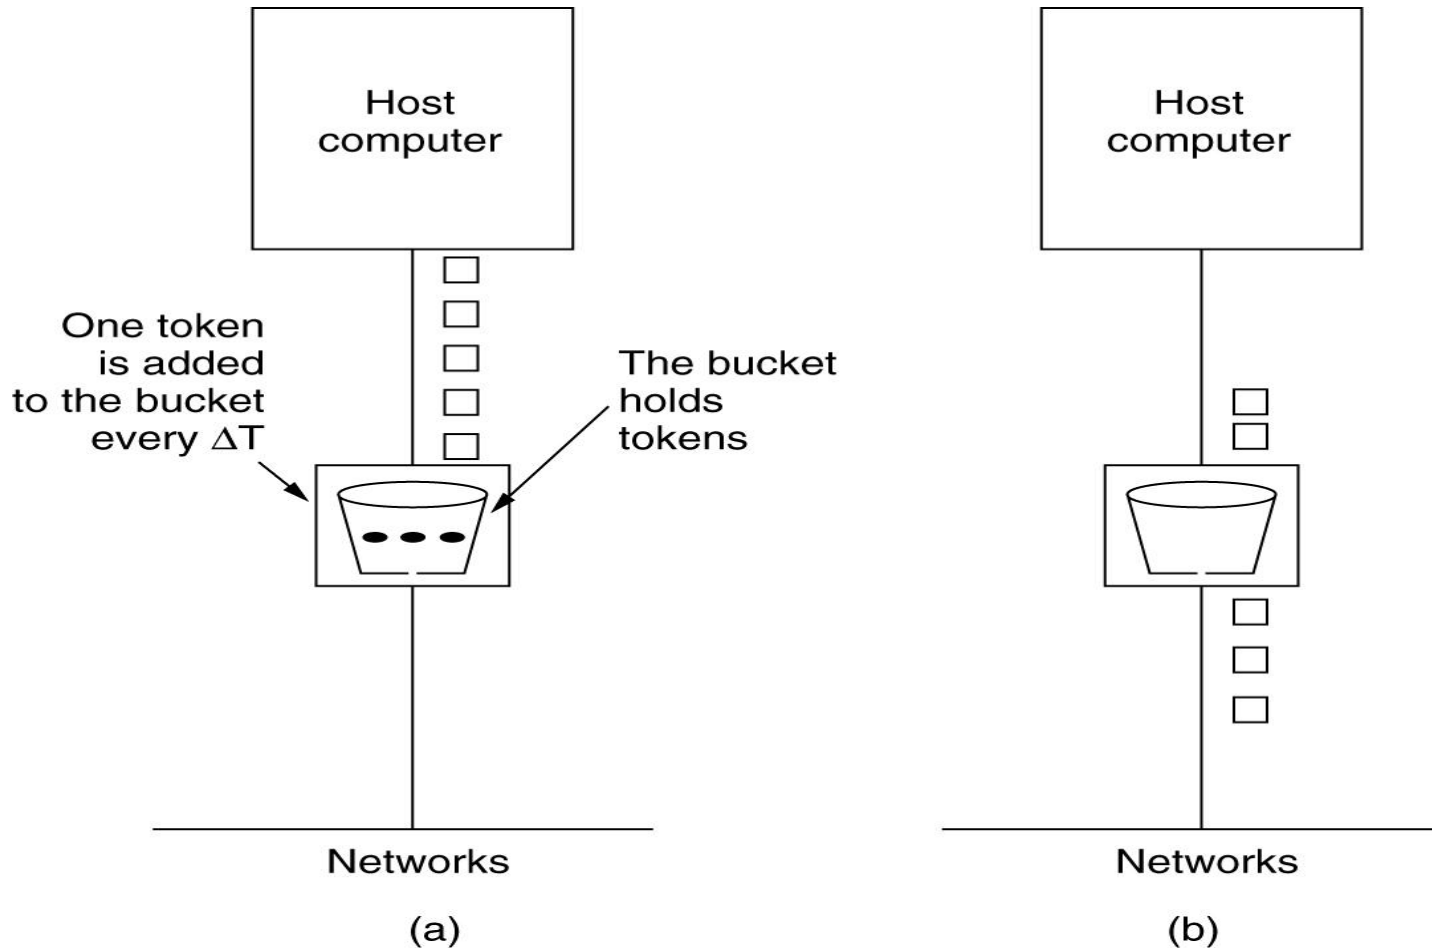 Host
computer
One token
is added
to the bucket
every ΔT
The bucket
holds
tokens
Networks
(a)
Host
computer
Networks
(b)